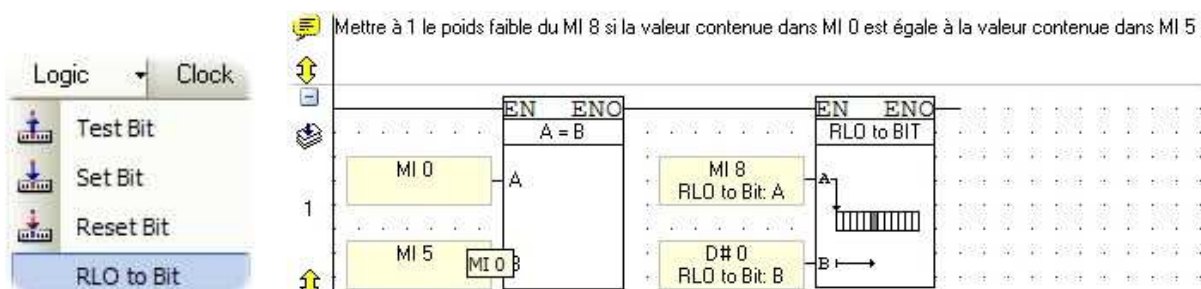 Mettre à 1 le poids faible du MI 8 si la valeur contenue dans MI 0 est égale à la valeur contenue dans MI 5
Logic Clock
Test Bit
Set Bit
Reset Bit
RLO to Bit
1
EN ENO
A = B
MI 0
A
MI 5
MI 0
B
EN ENO
RLO to BIT
MI 8
RLO to Bit: A
A
D# 0
RLO to Bit: B
B